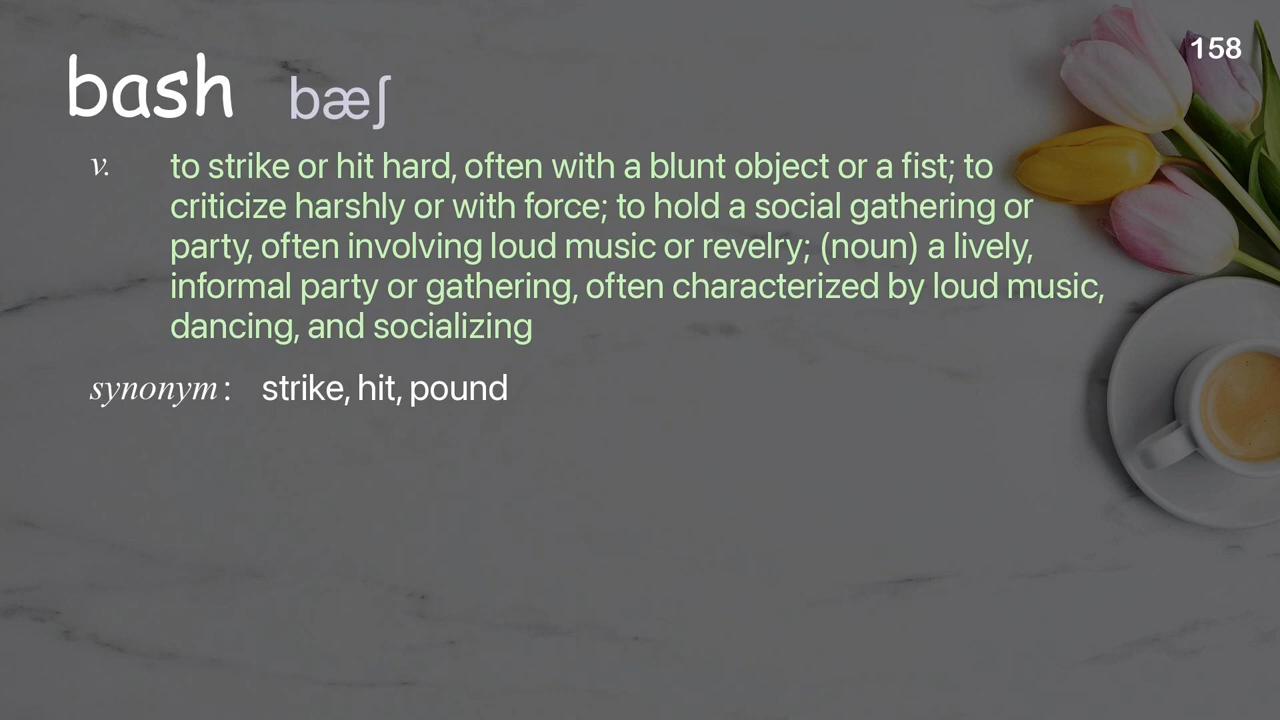 158
bash bæʃ
v. to strike or hit hard, often with a blunt object or a fist; to
criticize harshly or with force; to hold a social gathering or
party, often involving loud music or revelry; (noun) a lively,
informal party or gathering, often characterized by loud music,
dancing, and socializing
synonym: strike, hit, pound